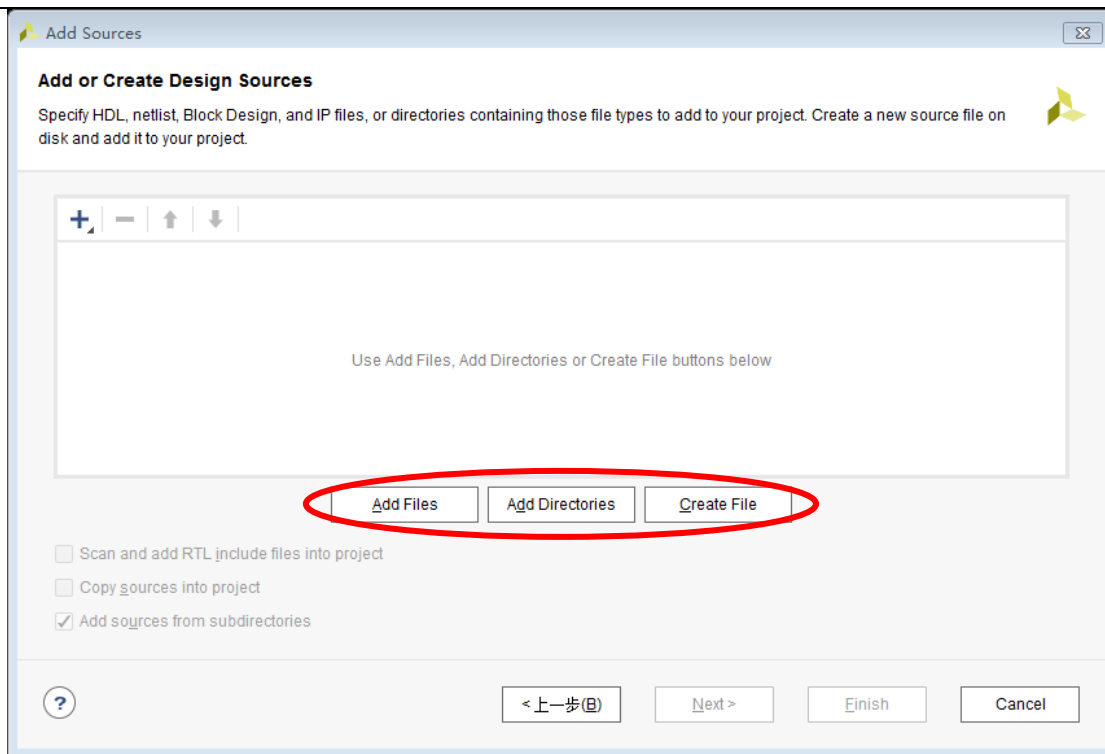 Add Sources
Add or Create Design Sources
Specify HDL, netlist, Block Design, and IP files, or directories containing those file types to add to your project. Create a new source file on
disk and add it to your project.
Use Add Files, Add Directories or Create File buttons below
Add Files
Add Directories
Create File
Scan and add RTL include files into project
Copy sources into project
Add sources from subdirectories
?
< 上一步(B)
Next >
Finish
Cancel